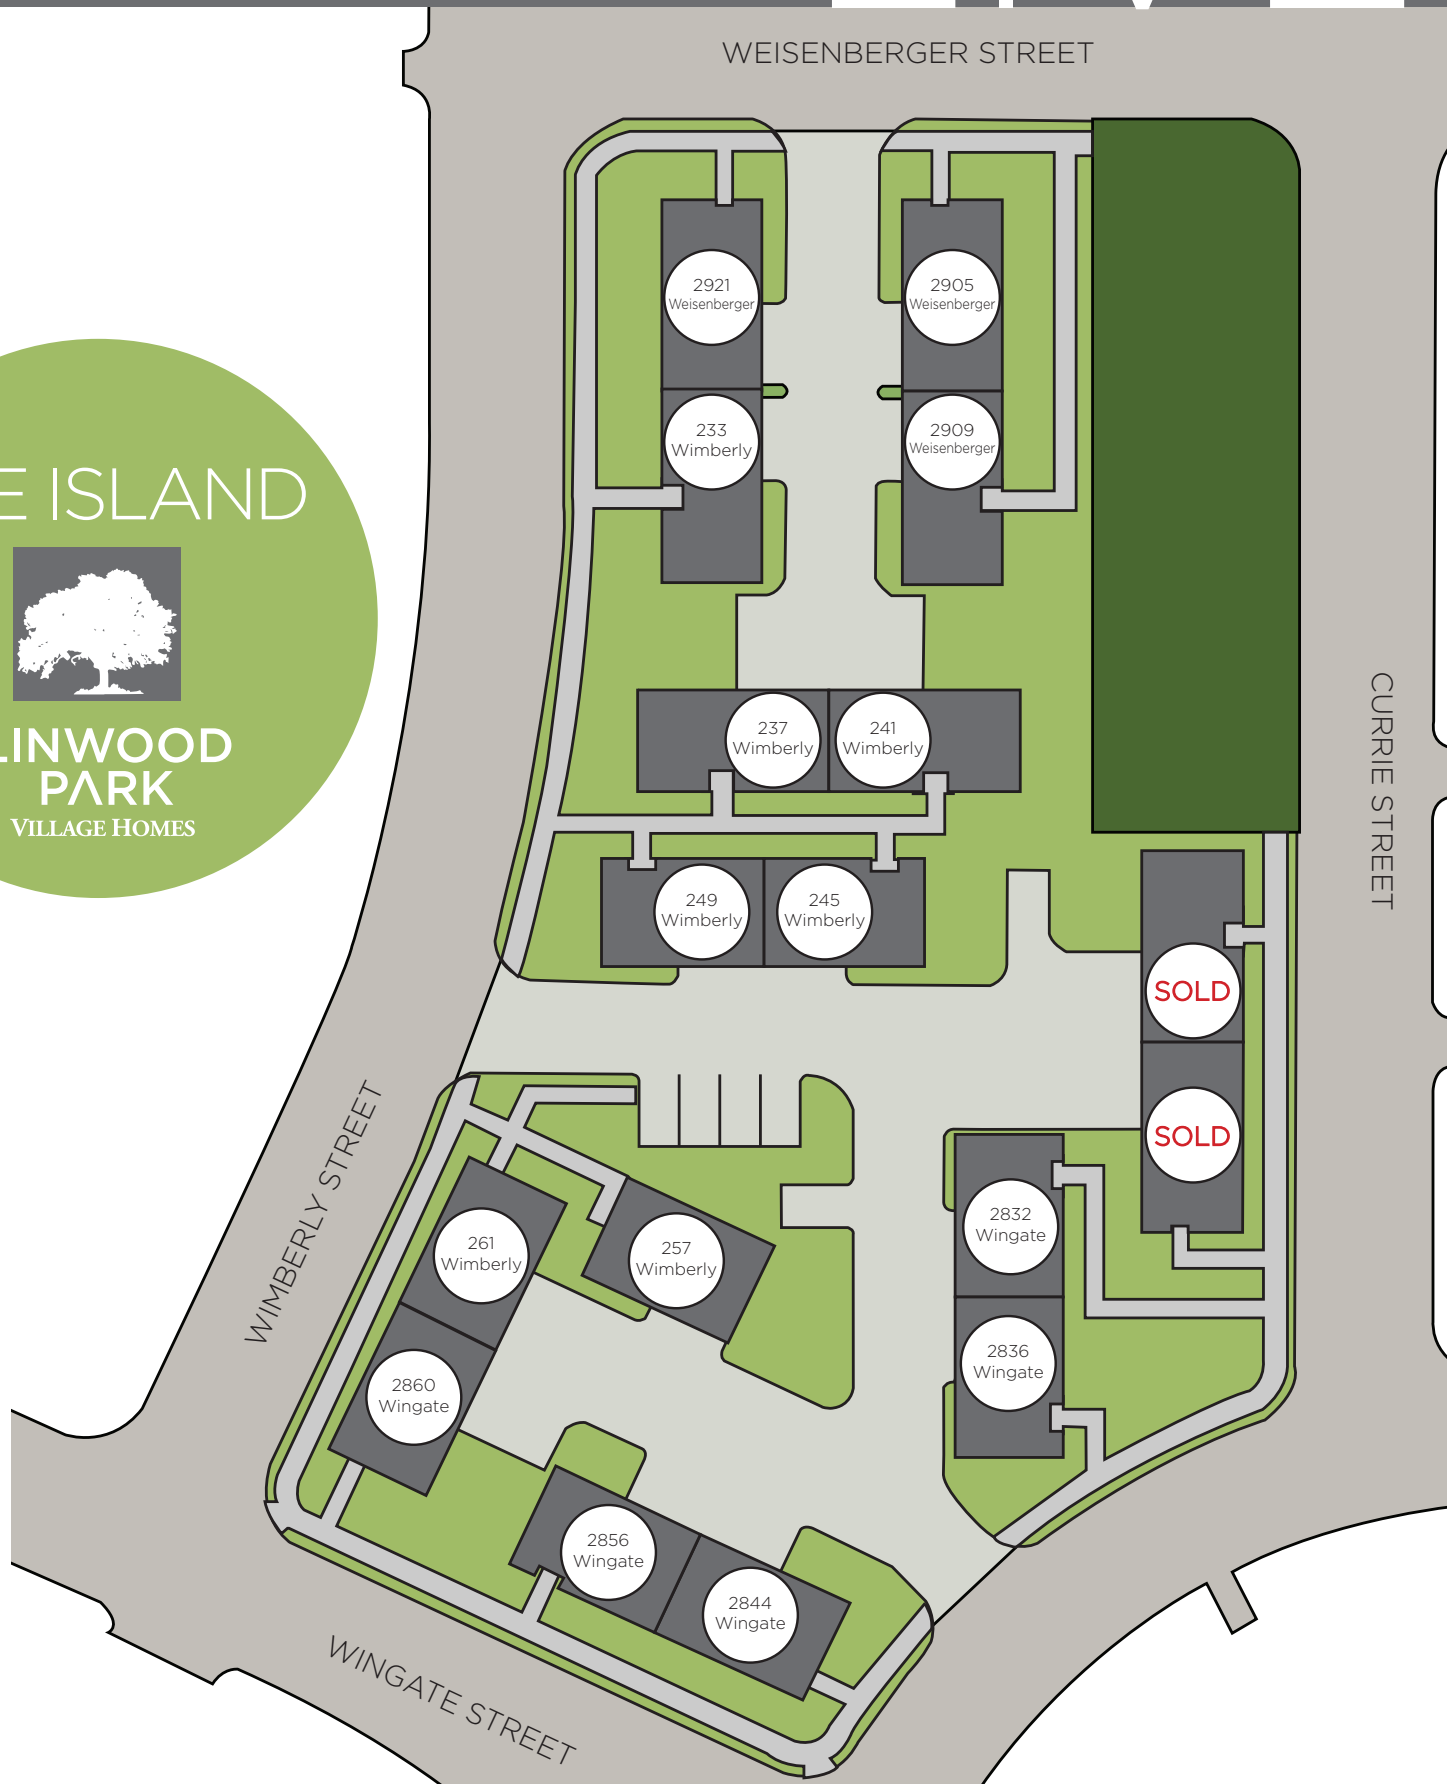 WEISENBERGER STREET
2921
Weisenberger
2905
Weisenberger
233
Wimberly
2909
Weisenberger
E ISLAND
LINWOOD
PARK
VILLAGE HOMES
237
Wimberly
241
Wimberly
CURRIE STREET
249
Wimberly
245
Wimberly
SOLD
SOLD
WIMBERLY STREET
261
Wimberly
257
Wimberly
2832
Wingate
2836
Wingate
2860
Wingate
2856
Wingate
2844
Wingate
WINGATE STREET